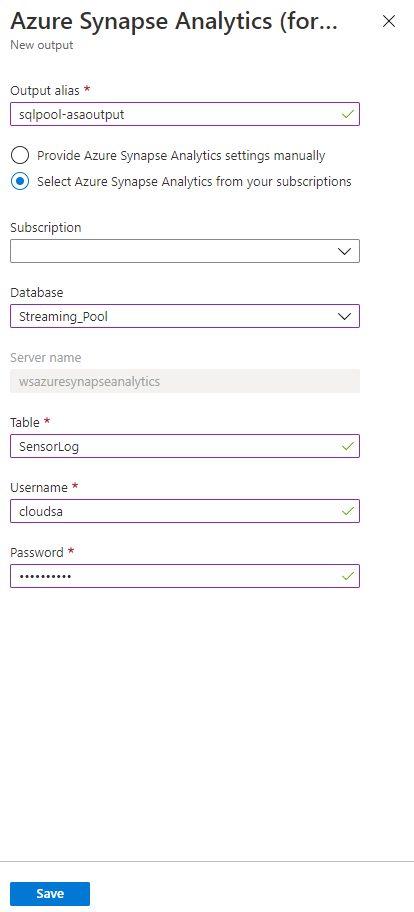 Azure Synapse Analytics (for...
New output
Output alias *
sqlpool-asaoutput
Provide Azure Synapse Analytics settings manually
Select Azure Synapse Analytics from your subscriptions
Subscription
Database
Streaming_Pool
Server name
wsazuresynapseanalytics
Table *
SensorLog
Username *
cloudsa
Password *
••••••••••
Save